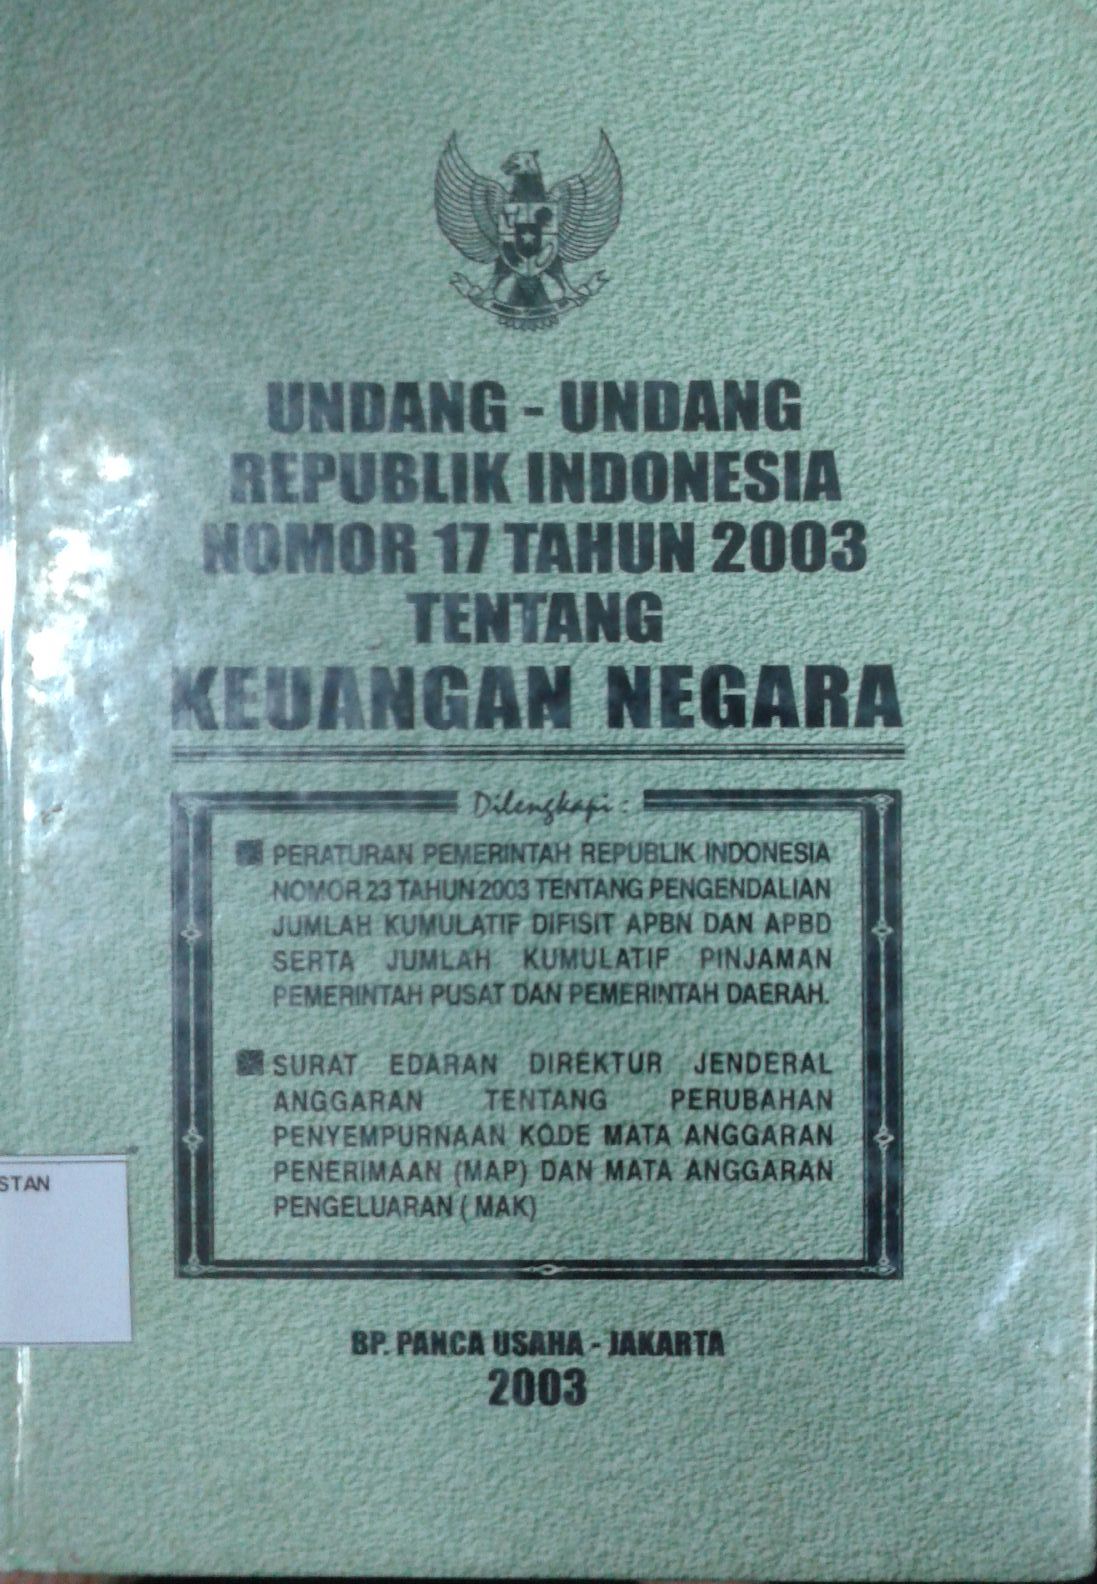 UNDANG - UNDANG
REPUBLIK INDONESIA
NOMOR 17 TAHUN 2003
TENTANG
KEUANGAN NEGARA
Dilengkapi :
PERATURAN PEMERINTAH REPUBLIK INDONESIA
NOMOR 23 TAHUN 2003 TENTANG PENGENDALIAN
JUMLAH KUMULATIF DIFISIT APBN DAN APBD
SERTA JUMLAH KUMULATIF PINJAMAN
PEMERINTAH PUSAT DAN PEMERINTAH DAERAH.
SURAT EDARAN DIREKTUR JENDERAL
ANGGARAN TENTANG PERUBAHAN
PENYEMPURNAAN KODE MATA ANGGARAN
PENERIMAAN (MAP) DAN MATA ANGGARAN
PENGELUARAN ( MAK)
STAN
BP. PANCA USAHA - JAKARTA
2003